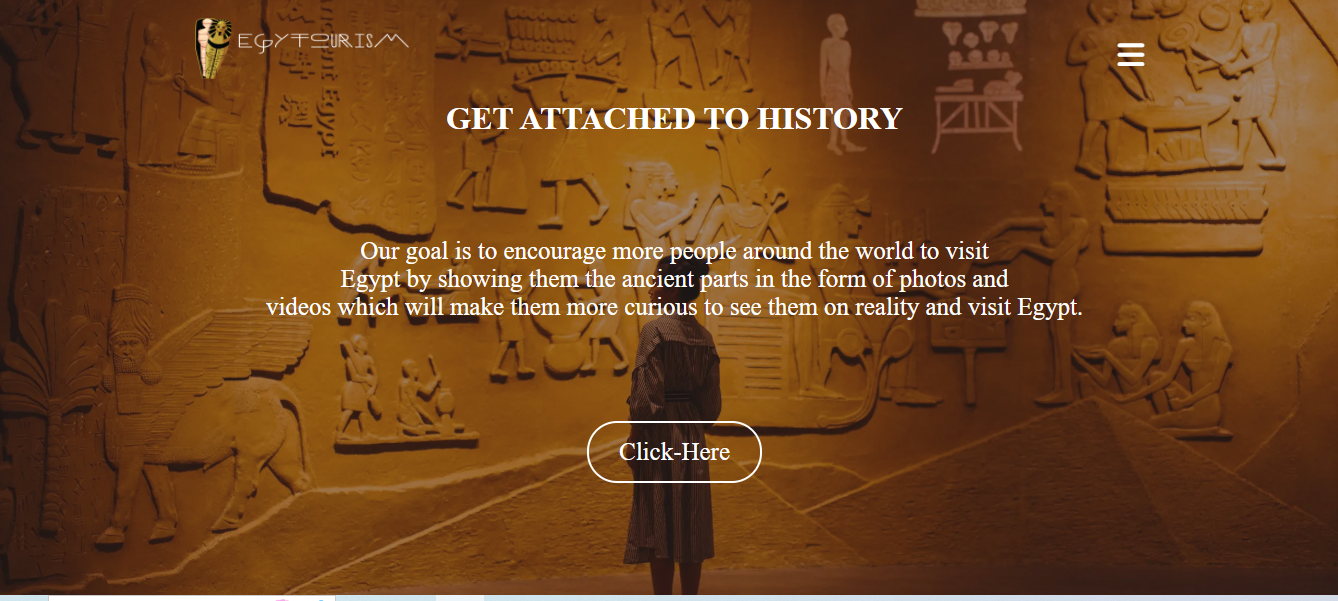 EGYTOURISM
GET ATTACHED TO HISTORY
Our goal is to encourage more people around the world to visit
Egypt by showing them the ancient parts in the form of photos and
videos which will make them more curious to see them on reality and visit Egypt.
Click-Here